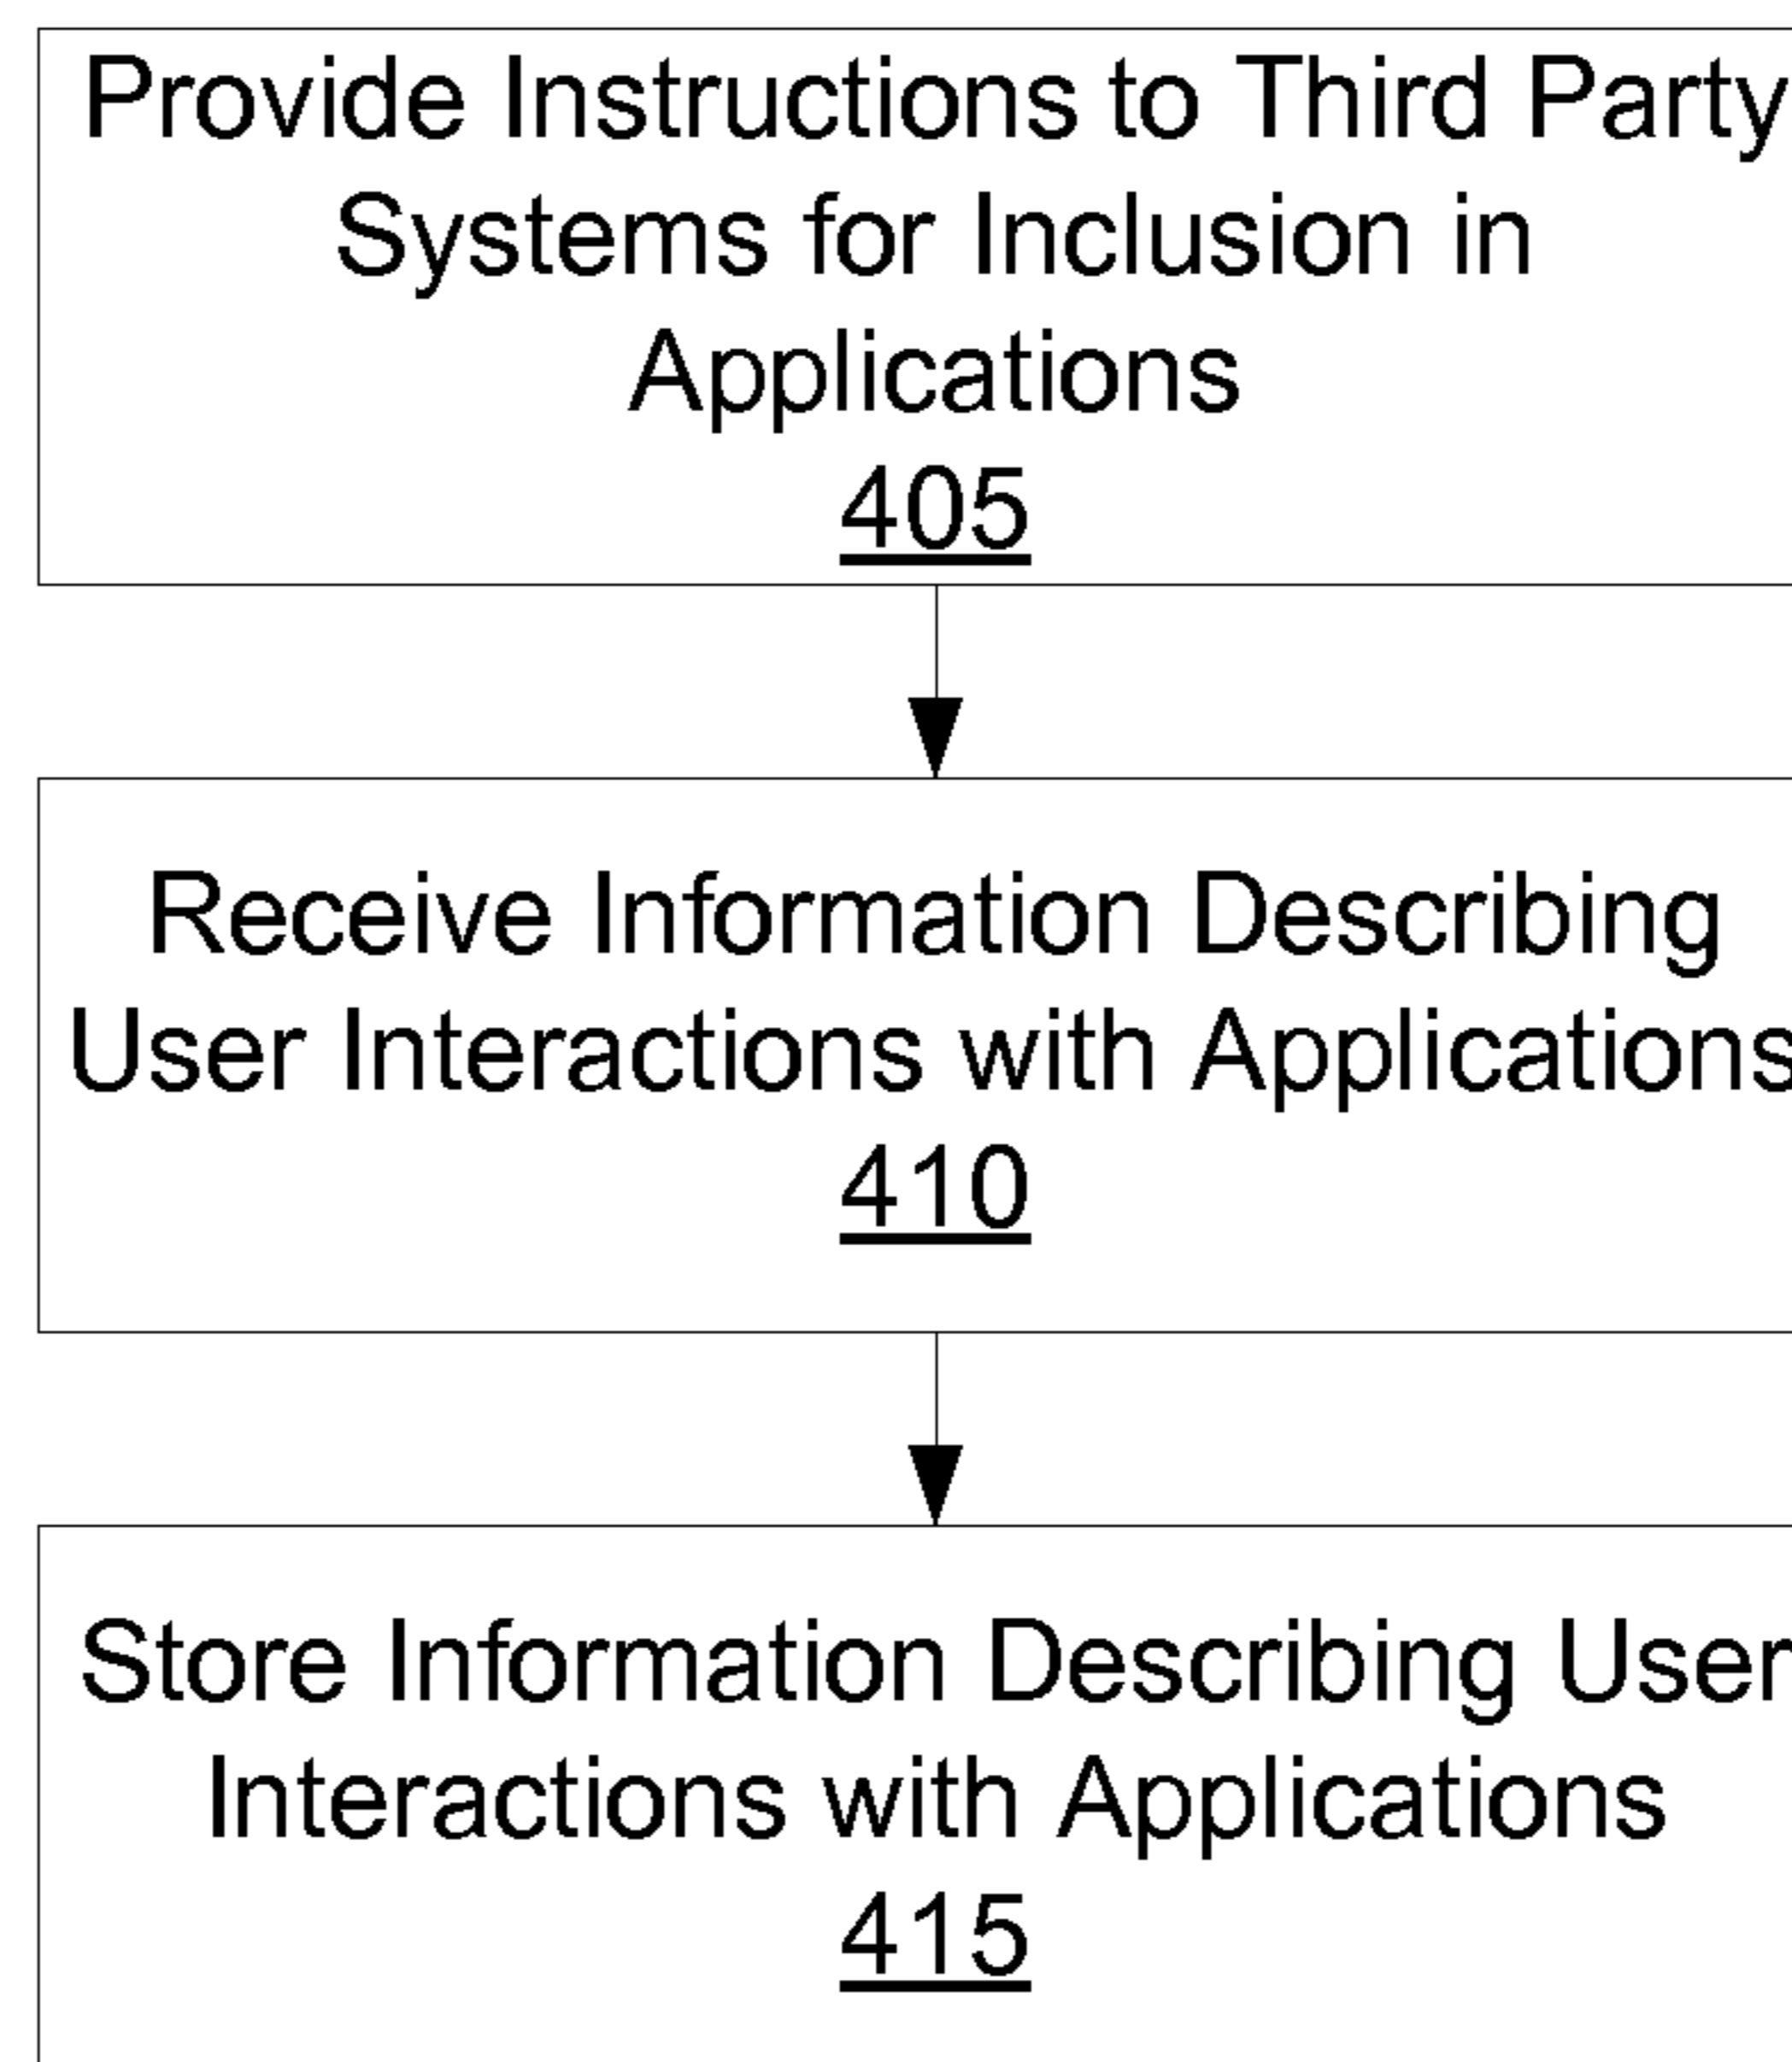 Provide Instructions to Third Party
Systems for Inclusion in
Applications
405
Receive Information Describing
User Interactions with Applications
410
Store Information Describing User
Interactions with Applications
415